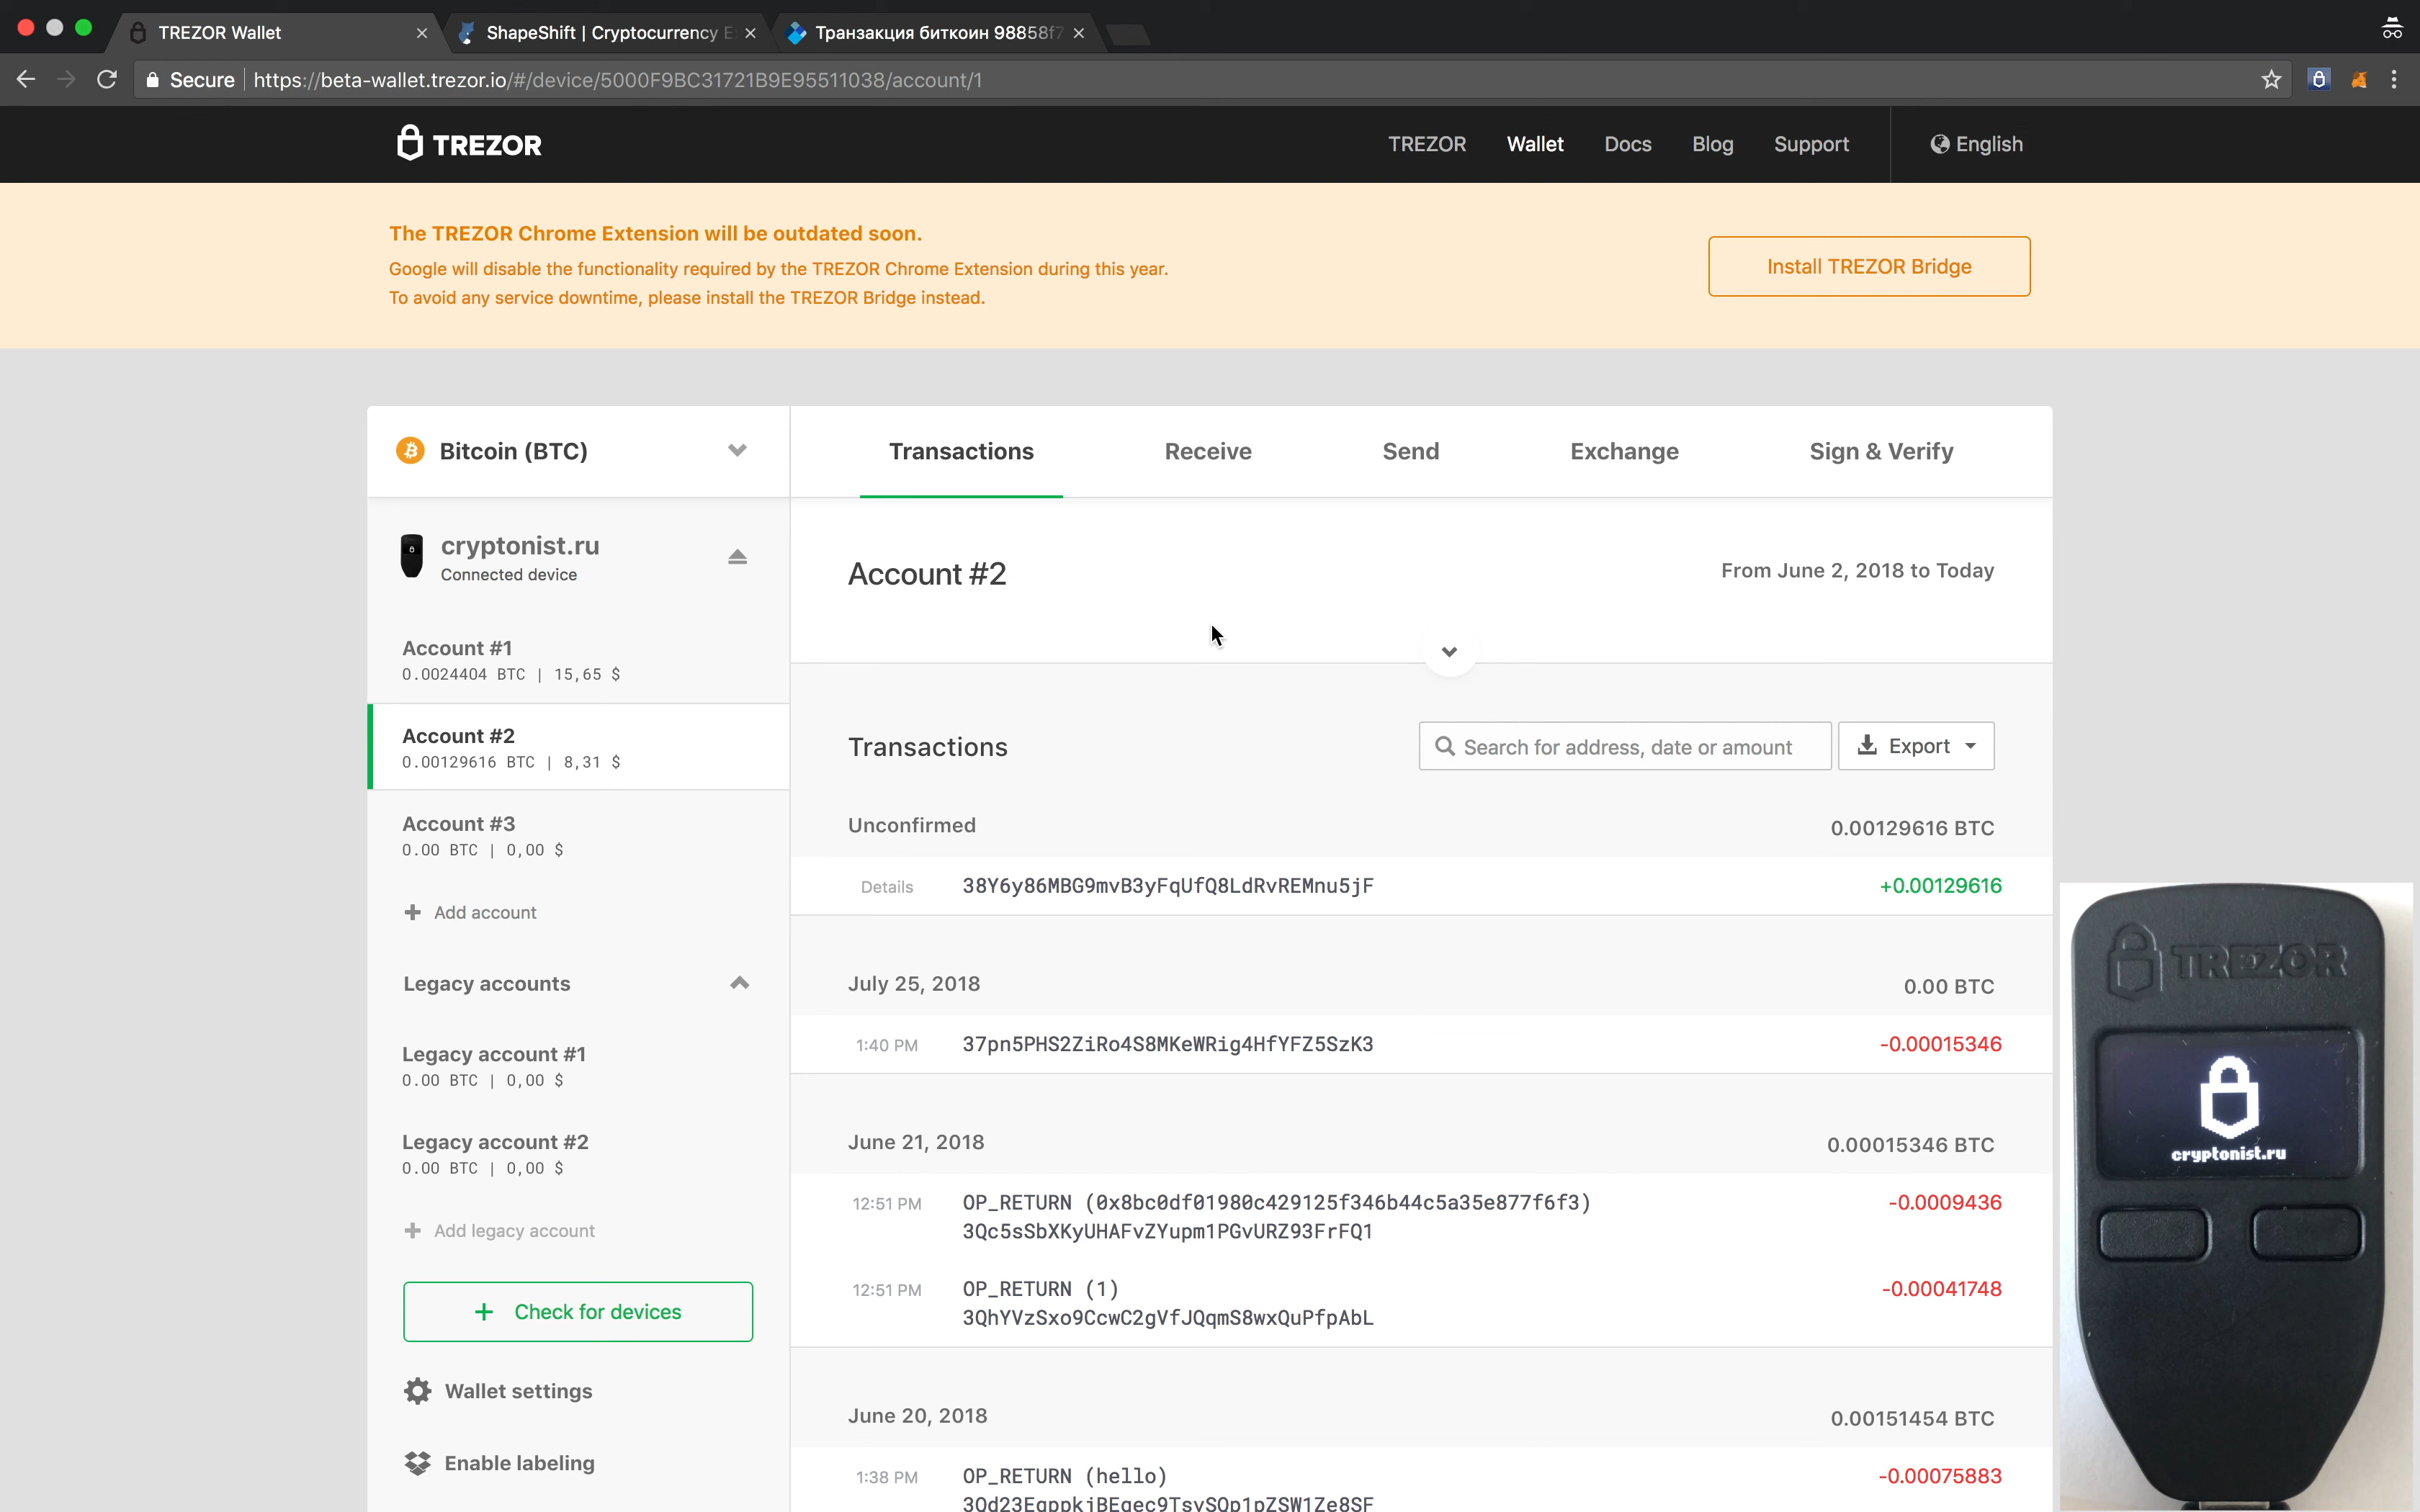 TREZOR Wallet
ShapeShift | Cryptocurrency E
Транзакция биткоин 98858f7
Secure
https://beta-wallet.trezor.io/#/device/5000F9BC31721B9E95511038/account/1
TREZOR
TREZOR
Wallet
Docs
Blog
Support
English
The TREZOR Chrome Extension will be outdated soon.
Google will disable the functionality required by the TREZOR Chrome Extension during this year.
To avoid any service downtime, please install the TREZOR Bridge instead.
Install TREZOR Bridge
Bitcoin (BTC)
cryptonist.ru
Connected device
Account #1
0.0024404 BTC | 15,65 $
Account #2
0.00129616 BTC | 8,31 $
Account #3
0.00 BTC | 0,00 $
Add account
Legacy accounts
Legacy account #1
0.00 BTC | 0,00 $
Legacy account #2
0.00 BTC | 0,00 $
Add legacy account
Check for devices
Wallet settings
Enable labeling
Transactions
Receive
Send
Exchange
Sign & Verify
Account #2
From June 2, 2018 to Today
Transactions
Search for address, date or amount
Export
Unconfirmed 0.00129616 BTC
Details 38Y6y86MBG9mvB3yFqUfQ8LdRvREMnu5jF +0.00129616
July 25, 2018 0.00 BTC
1:40 PM 37pn5PHS2ZiRo4S8MKeWRig4HfYFZ5SzK3 -0.00015346
June 21, 2018 0.00015346 BTC
12:51 PM OP_RETURN (0x8bc0df01980c429125f346b44c5a35e877f6f3) -0.0009436
3Qc5sSbXKyUHAFvZYupm1PGvURZ93FrFQ1
12:51 PM OP_RETURN (1) -0.00041748
3QhYVzSxo9CcwC2gVfJQqmS8wxQuPfpAbL
June 20, 2018 0.00151454 BTC
1:38 PM OP_RETURN (hello) -0.00075883
3Qd23EqppkjBEgec9TsySQp1pZSW1Ze8SF
TREZOR
cryptonist.ru